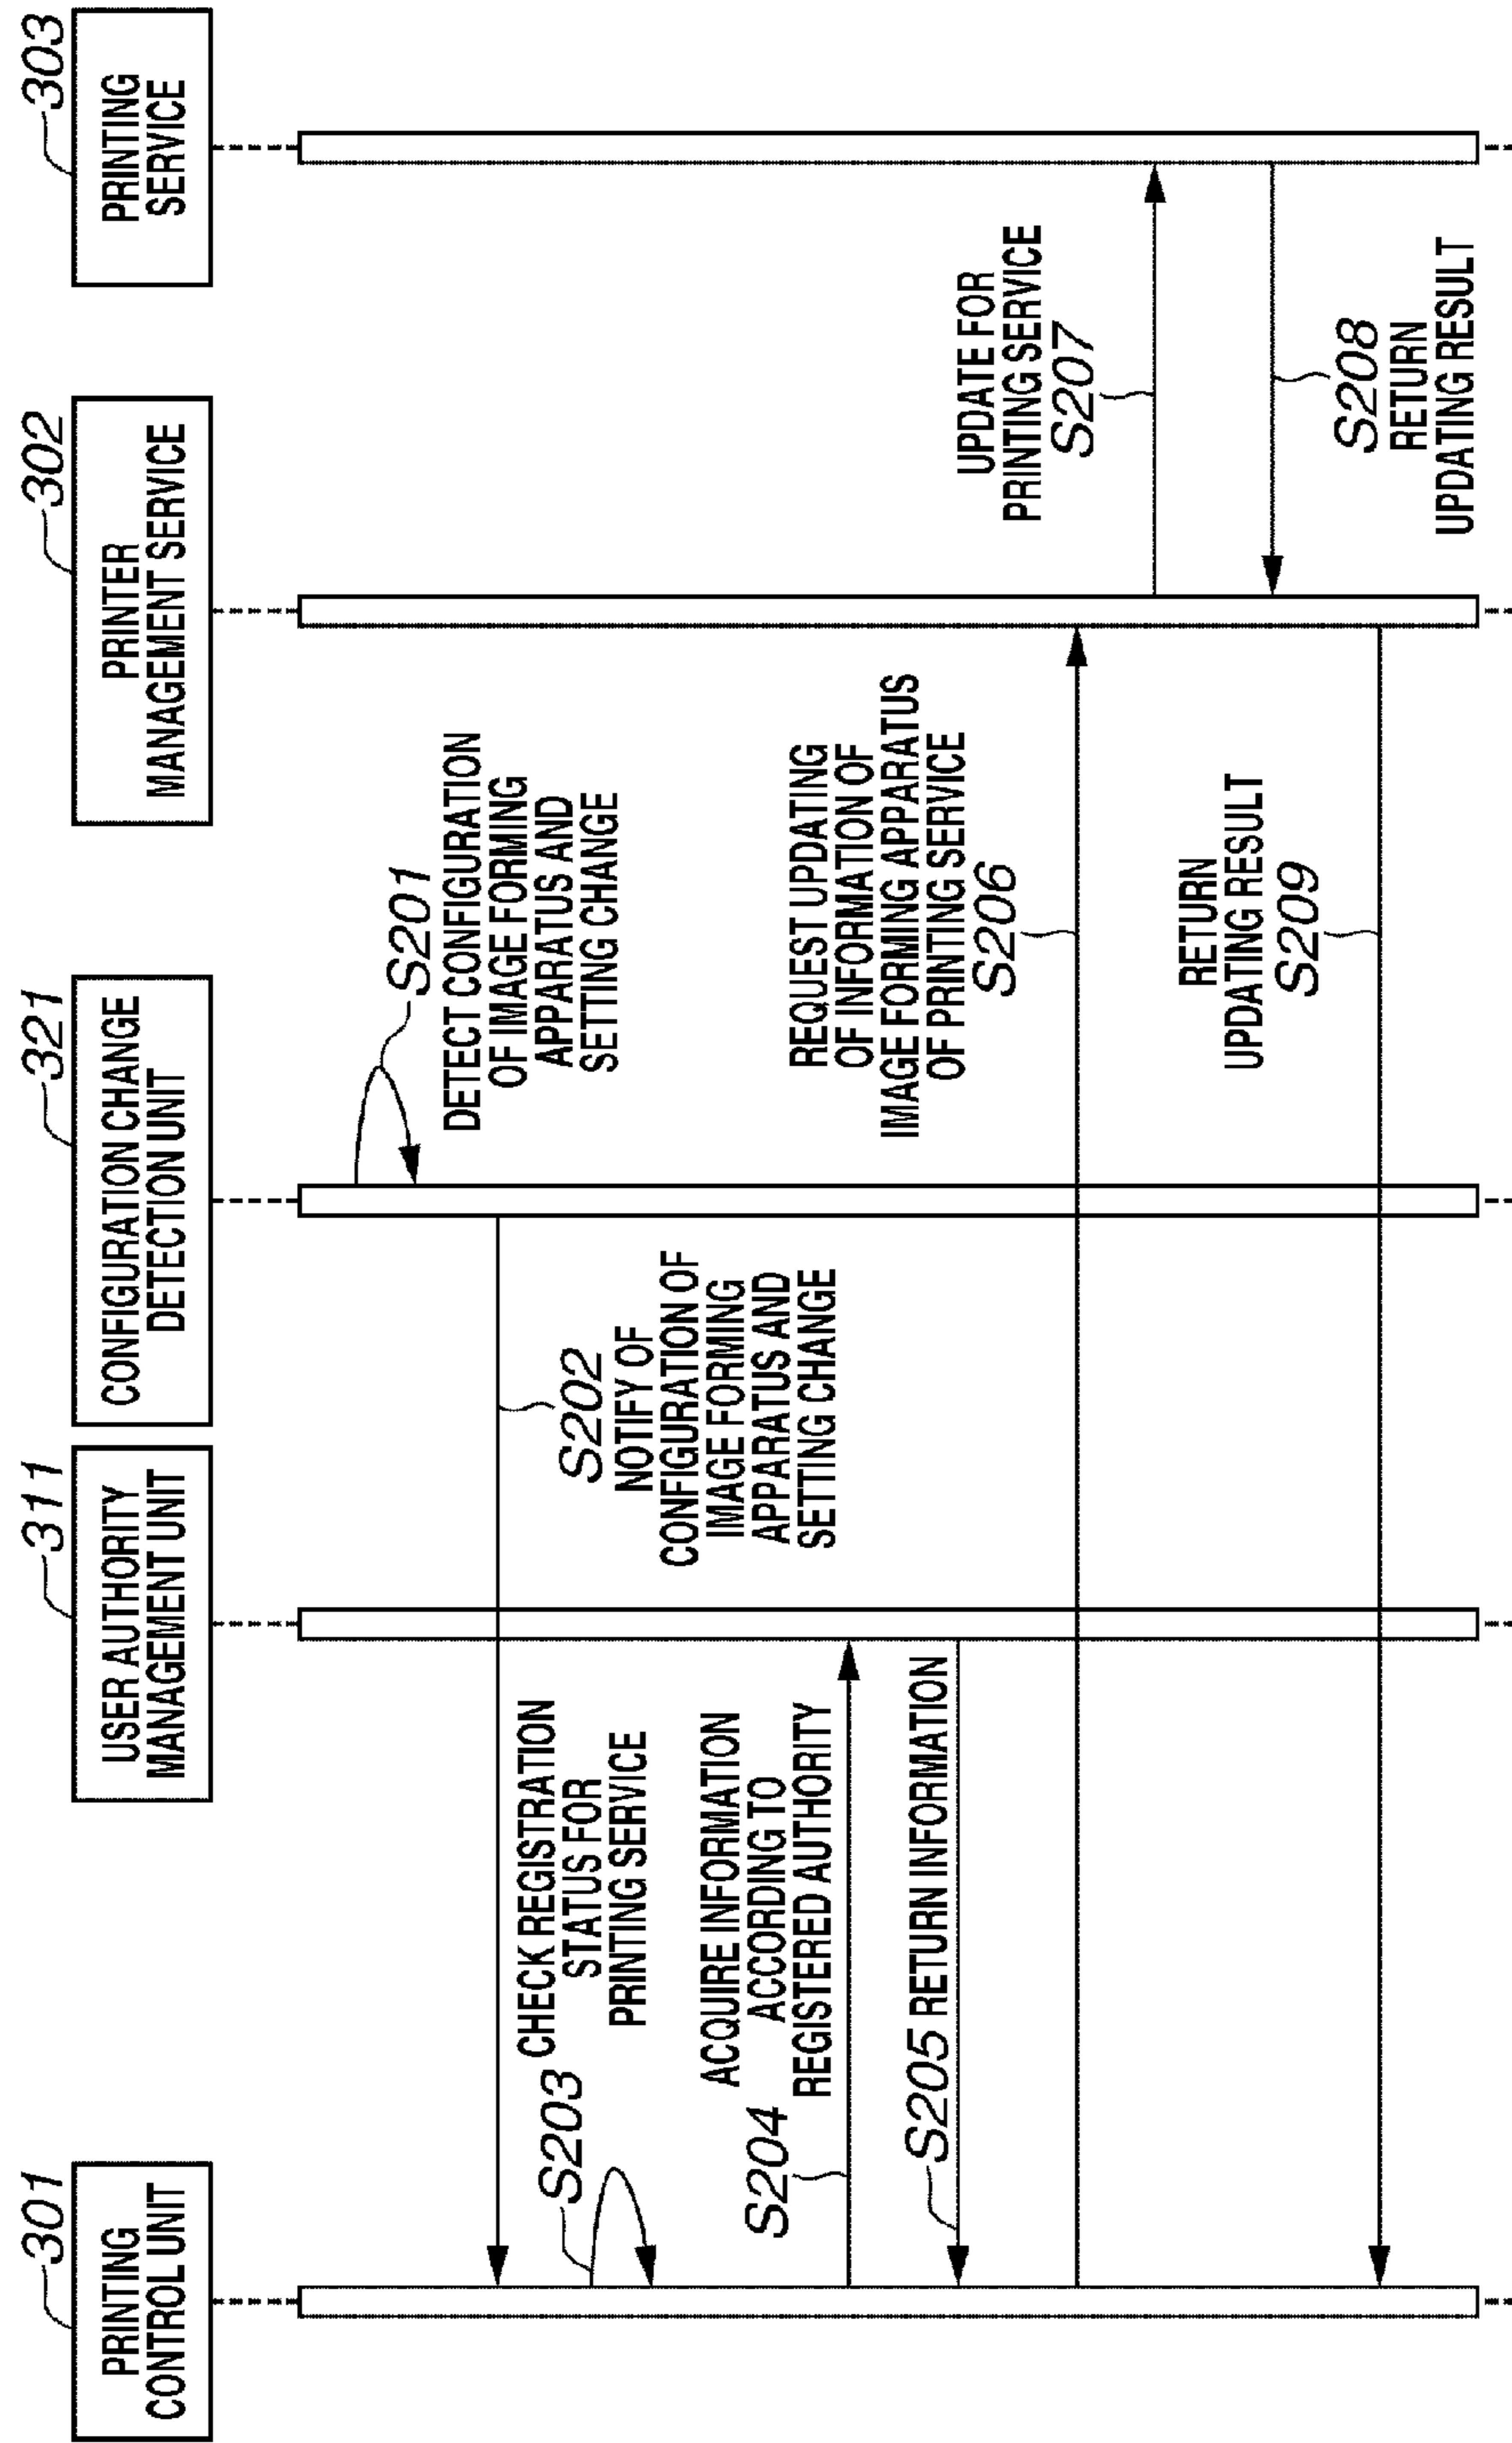 301
PRINTING
CONTROL UNIT
311
USER AUTHORITY
MANAGEMENT UNIT
321
CONFIGURATION CHANGE
DETECTION UNIT
302
PRINTER
MANAGEMENT SERVICE
303
PRINTING
SERVICE
S201
DETECT CONFIGURATION
OF IMAGE FORMING
APPARATUS AND
SETTING CHANGE
S202
NOTIFY OF
CONFIGURATION OF
IMAGE FORMING
APPARATUS AND
SETTING CHANGE
S203
CHECK REGISTRATION
STATUS FOR
PRINTING SERVICE
ACQUIRE INFORMATION
ACCORDING TO
REGISTERED AUTHORITY
S204
S205 RETURN INFORMATION
REQUEST UPDATING
OF INFORMATION OF
IMAGE FORMING APPARATUS
OF PRINTING SERVICE
S206
UPDATE FOR
PRINTING SERVICE
S207
S208
RETURN
UPDATING RESULT
RETURN
UPDATING RESULT
S209